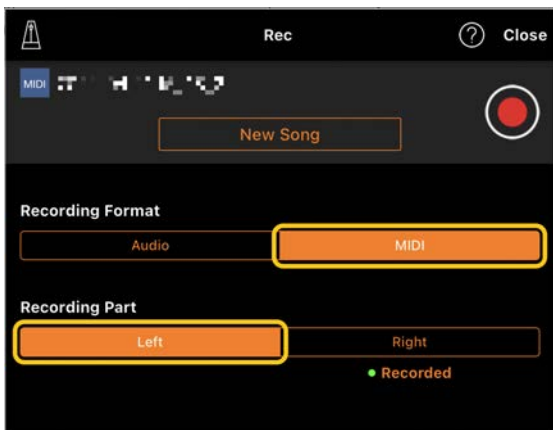 Rec
? Close
MIDI
New Song
Recording Format
Audio MIDI
Recording Part
Left Right
Recorded